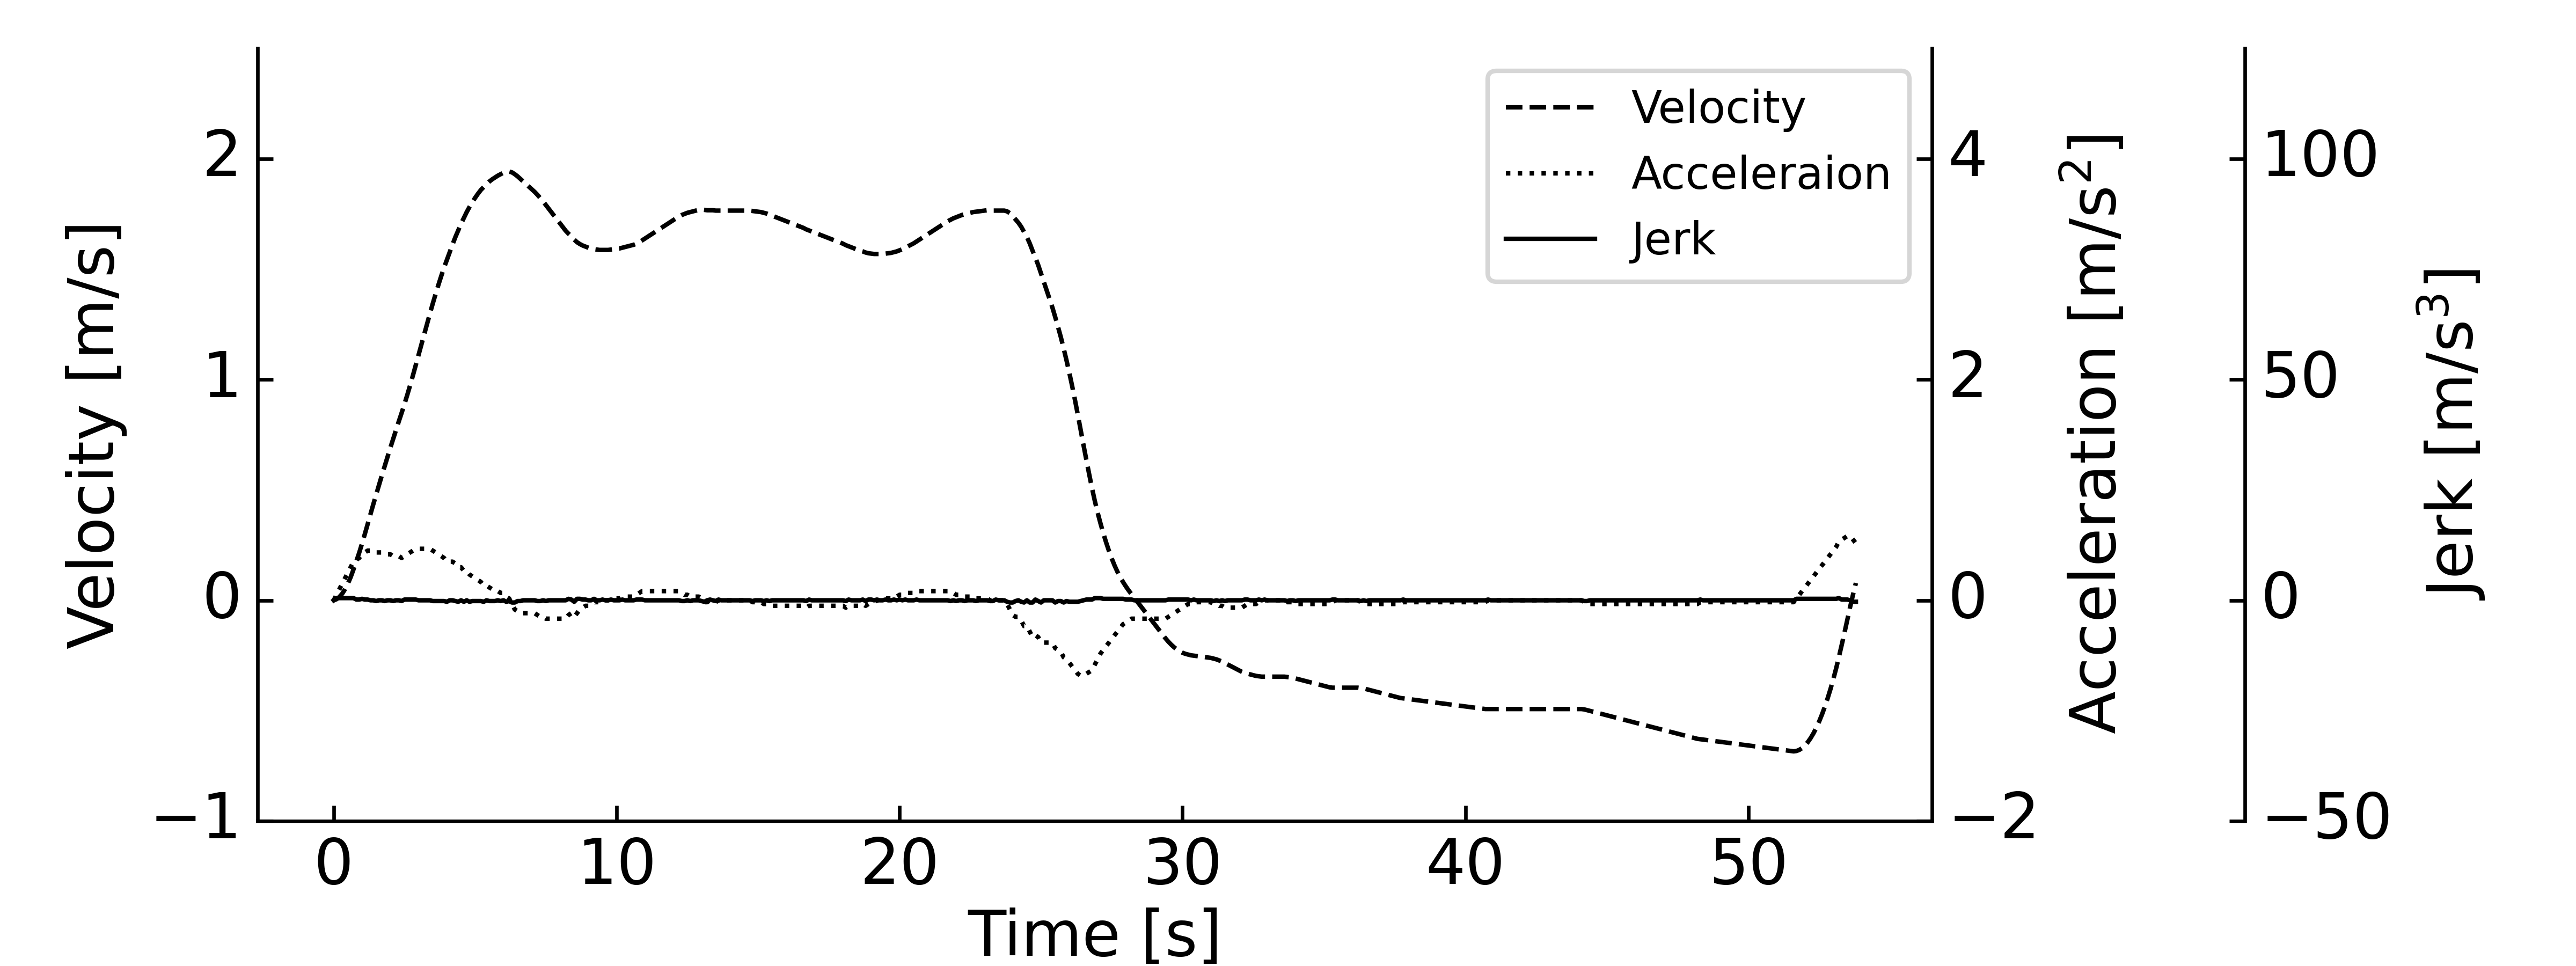 Velocity [m/s]
2
1
0
−1
0
10
20
30
40
50
Time [s]
Velocity
Acceleraion
Jerk
4
2
0
−2
Acceleration [m/s²]
100
50
0
−50
Jerk [m/s³]